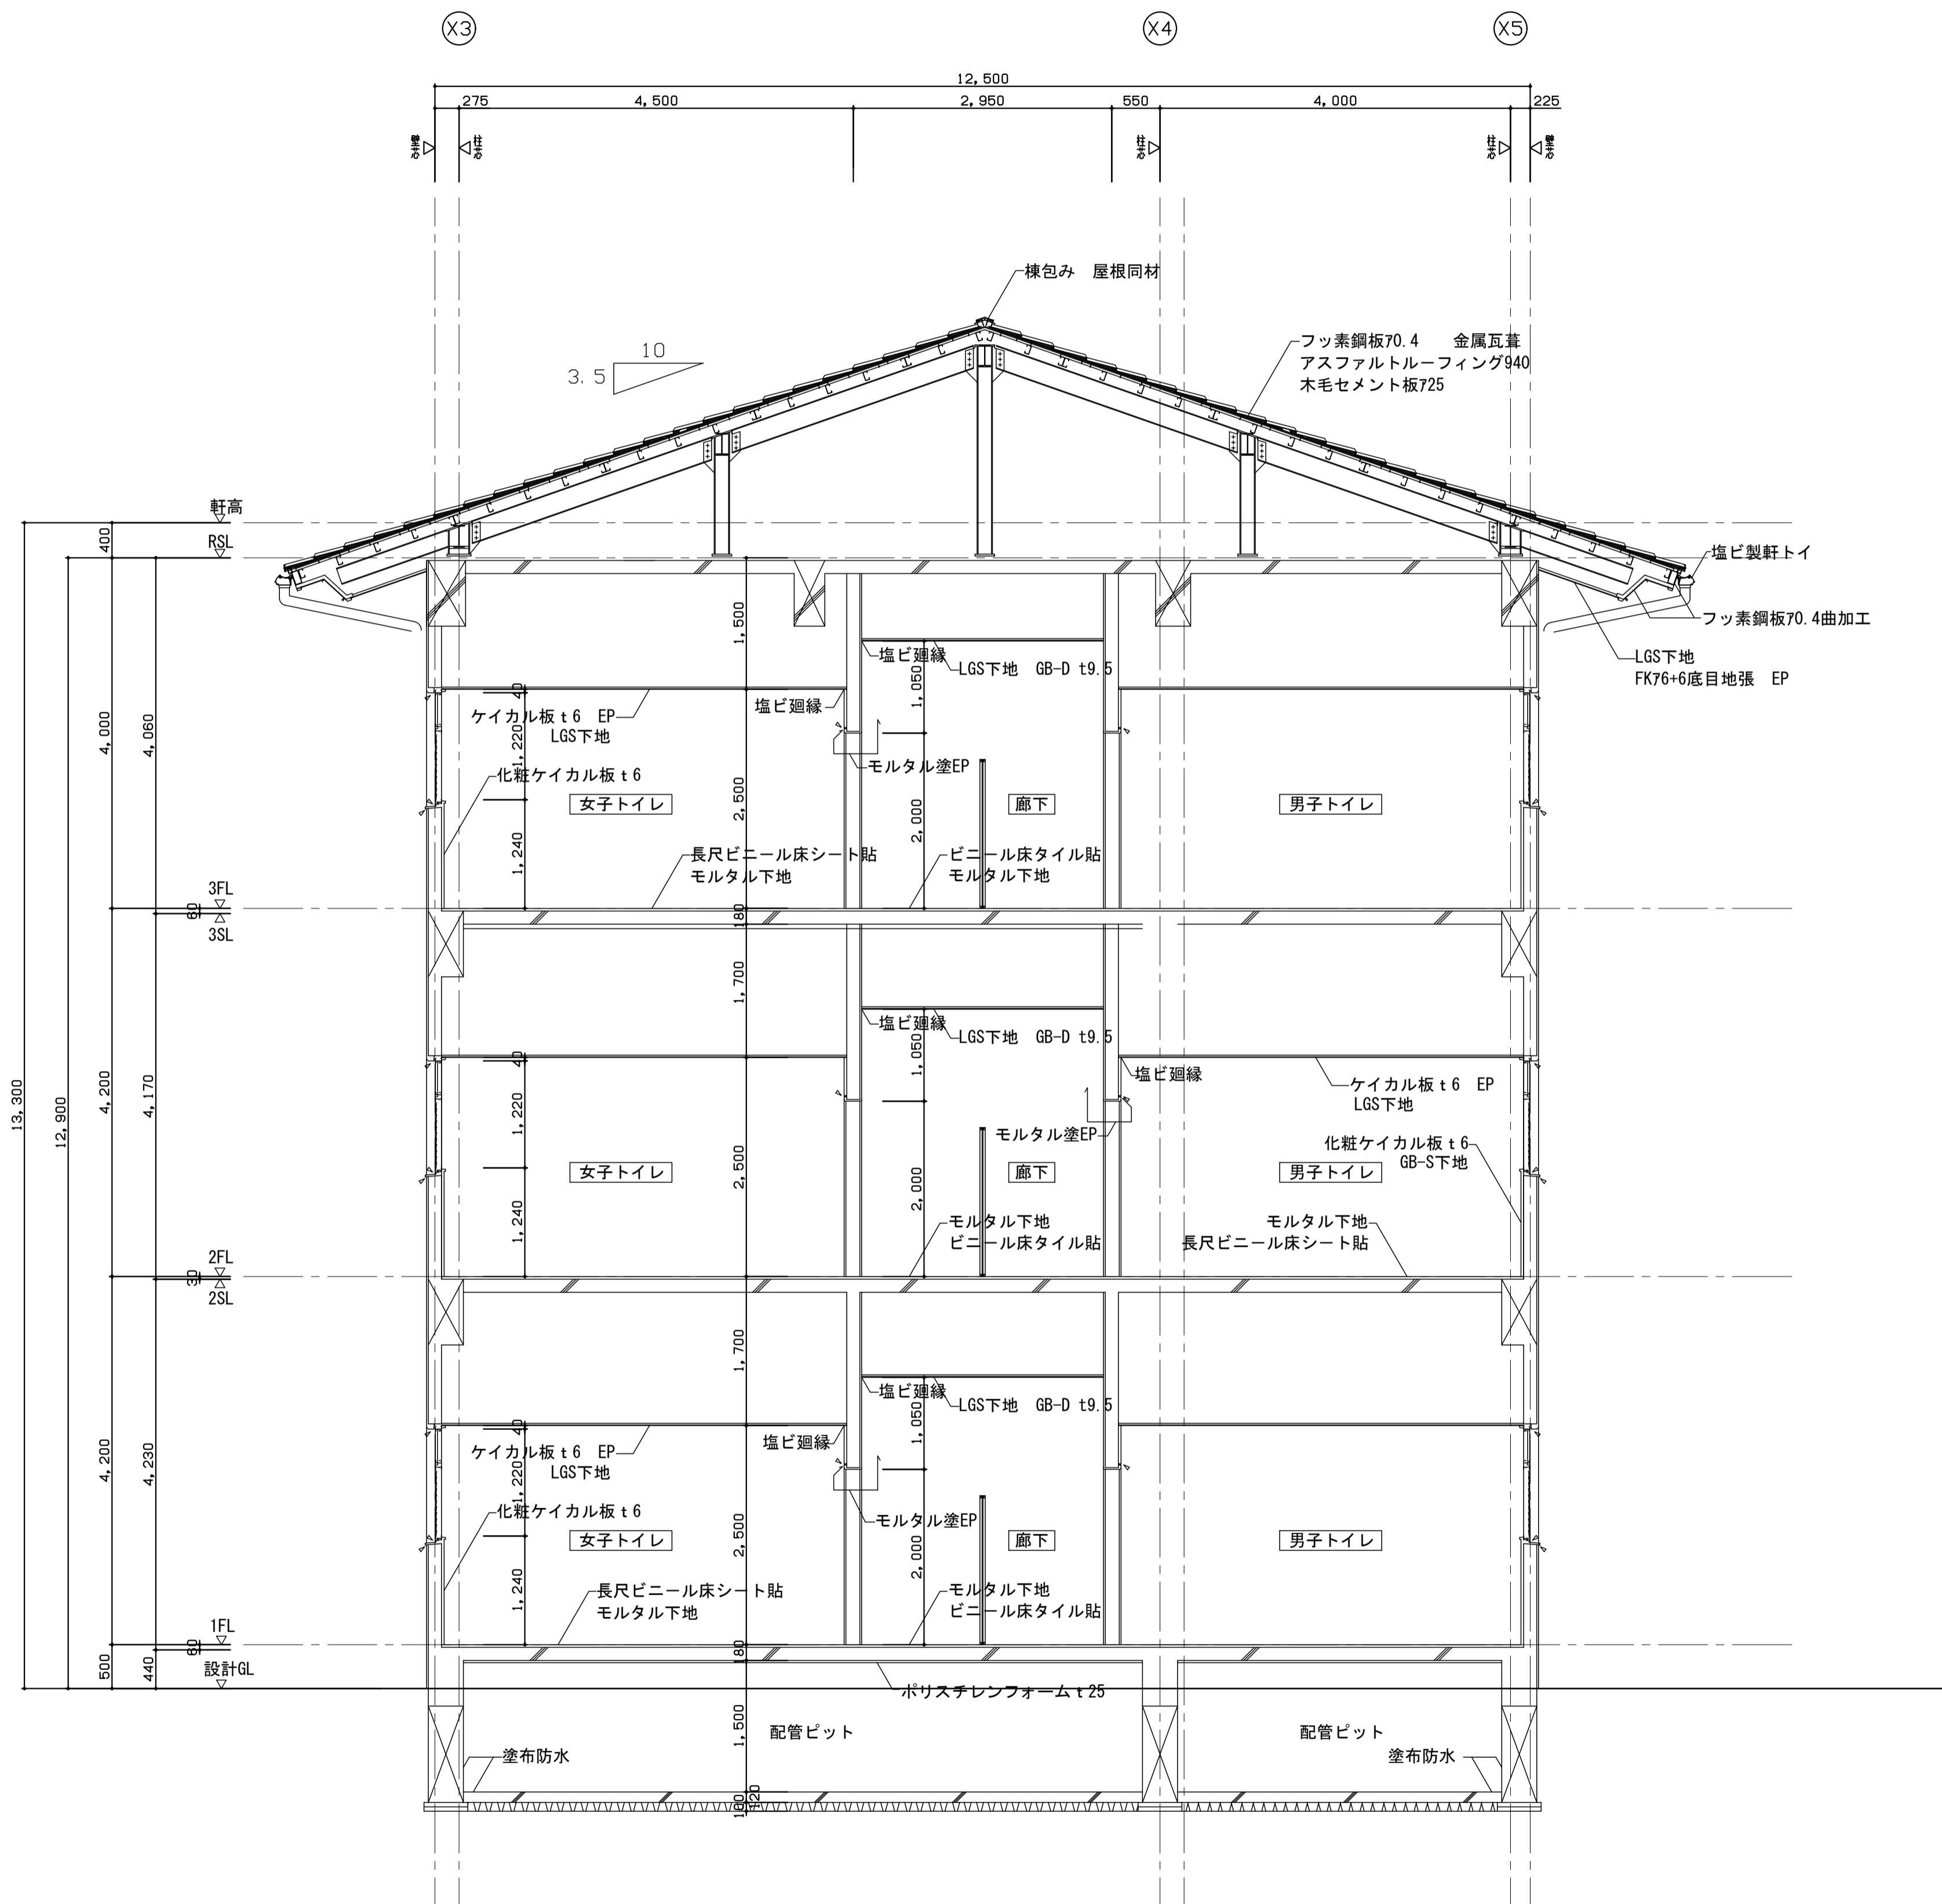 X3
X4
X5
12,500
275
4,500
2,950
550
4,000
225
壁芯
柱芯
柱芯
柱芯
壁芯
棟包み 屋根同材
10
3.5
フッ素鋼板ｱ0.4 金属瓦葺
アスファルトルーフィング940
木毛セメント板ｱ25
軒高
400
RSL
塩ビ製軒トイ
フッ素鋼板ｱ0.4曲加工
LGS下地
FKｱ6+6底目地張 EP
1,500
塩ビ廻縁
LGS下地 GB-D t9.5
1,050
40
ケイカル板 t 6 EP
LGS下地
塩ビ廻縁
1,220
モルタル塗EP
化粧ケイカル板 t 6
4,000
4,060
2,500
2,000
女子トイレ
廊下
男子トイレ
1,240
長尺ビニール床シート貼
モルタル下地
ビニール床タイル貼
モルタル下地
3FL
60
3SL
180
1,700
塩ビ廻縁
LGS下地 GB-D t9.5
1,050
40
塩ビ廻縁
ケイカル板 t 6 EP
LGS下地
13,300
12,900
4,200
4,170
1,220
モルタル塗EP
化粧ケイカル板 t 6
GB-S下地
2,500
2,000
女子トイレ
廊下
男子トイレ
1,240
モルタル下地
ビニール床タイル貼
モルタル下地
長尺ビニール床シート貼
2FL
30
2SL
1,700
塩ビ廻縁
LGS下地 GB-D t9.5
1,050
40
ケイカル板 t 6 EP
LGS下地
塩ビ廻縁
4,200
4,230
1,220
化粧ケイカル板 t 6
モルタル塗EP
2,500
2,000
女子トイレ
廊下
男子トイレ
1,240
長尺ビニール床シート貼
モルタル下地
モルタル下地
ビニール床タイル貼
1FL
60
180
500
440
設計GL
ポリスチレンフォーム t 25
1,500
配管ピット
配管ピット
塗布防水
塗布防水
120
100